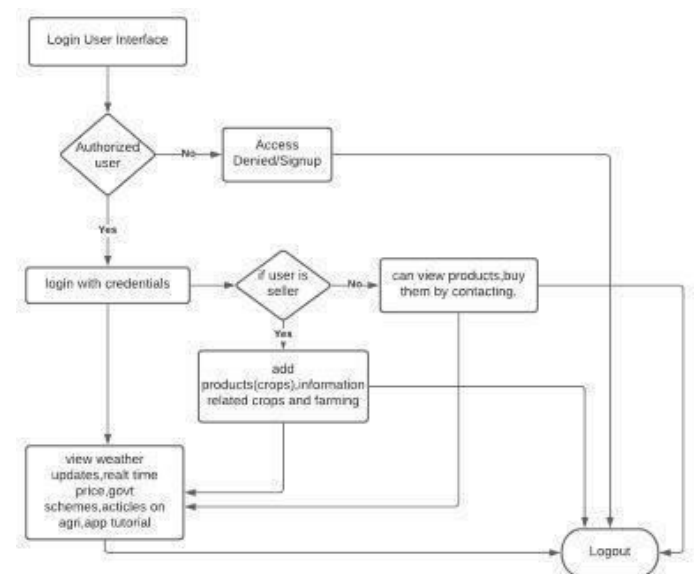 Login User Interface
Authorized
user
No
Access
Denied/Signup
Yes
login with credentials
if user is
seller
No
can view products,buy
them by contacting.
Yes
add
products(crops),information
related crops and farming
view weather
updates,realt time
price,govt
schemes,acticles on
agri,app tutorial
Logout